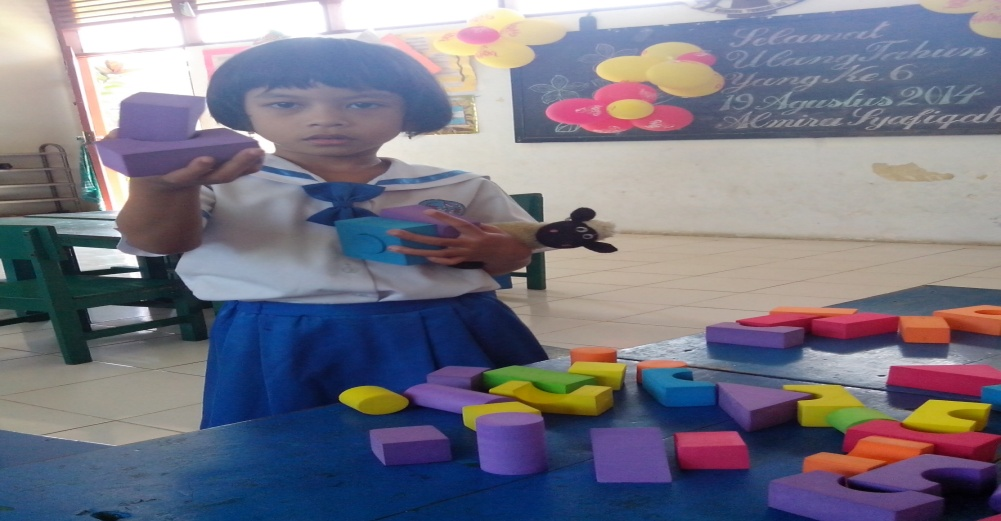 Selamat
Ulang Tahun
Yang Ke 6
19 Agustus 2014
Almira Syafiqah